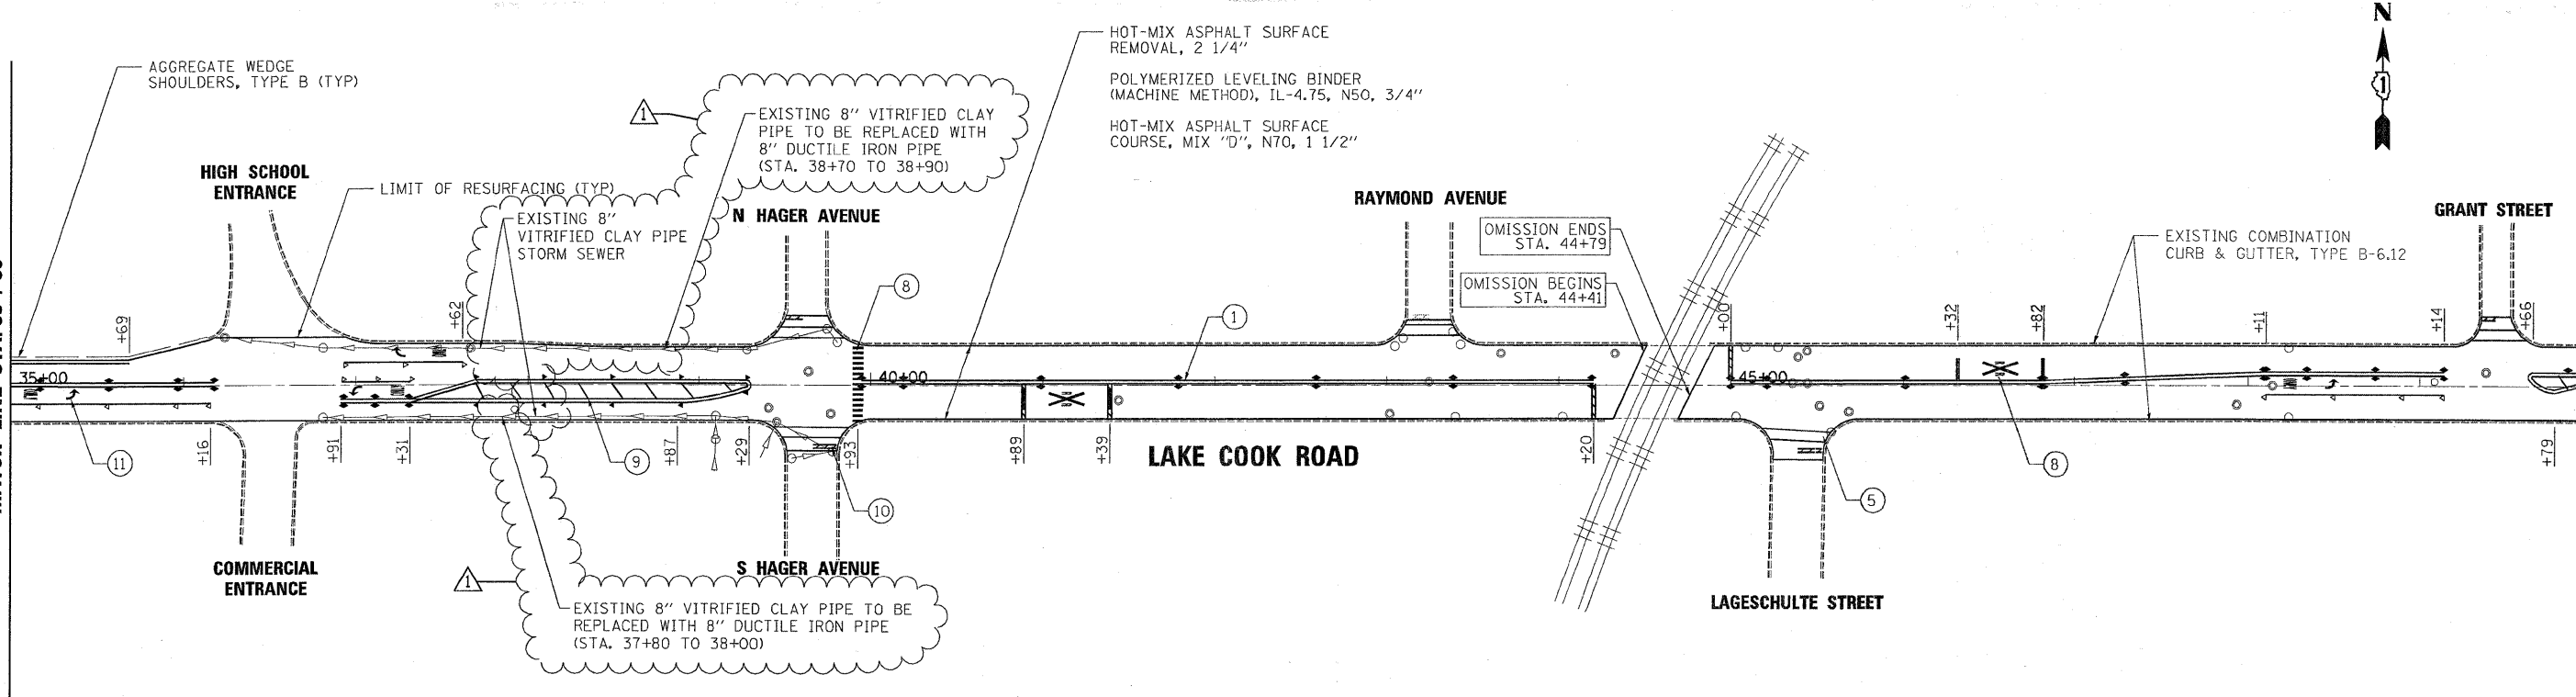 N
1
AGGREGATE WEDGE
SHOULDERS, TYPE B (TYP)
HIGH SCHOOL
ENTRANCE
LIMIT OF RESURFACING (TYP)
1
EXISTING 8" VITRIFIED CLAY
PIPE TO BE REPLACED WITH
8" DUCTILE IRON PIPE
(STA. 38+70 TO 38+90)
EXISTING 8"
VITRIFIED CLAY PIPE
STORM SEWER
N HAGER AVENUE
HOT-MIX ASPHALT SURFACE
REMOVAL, 2 1/4"
POLYMERIZED LEVELING BINDER
(MACHINE METHOD), IL-4.75, N50, 3/4"
HOT-MIX ASPHALT SURFACE
COURSE, MIX "D", N70, 1 1/2"
RAYMOND AVENUE
OMISSION ENDS
STA. 44+79
OMISSION BEGINS
STA. 44+41
EXISTING COMBINATION
CURB & GUTTER, TYPE B-6.12
GRANT STREET
+69
+62
8
1
+00
+32
+82
+11
+14
+66
35+00
40+00
45+00
11
+16
+91
+31
9
+87
+29
+93
10
+89
+39
LAKE COOK ROAD
+20
5
8
+79
COMMERCIAL
ENTRANCE
1
S HAGER AVENUE
EXISTING 8" VITRIFIED CLAY PIPE TO BE
REPLACED WITH 8" DUCTILE IRON PIPE
(STA. 37+80 TO 38+00)
LAGESCHULTE STREET